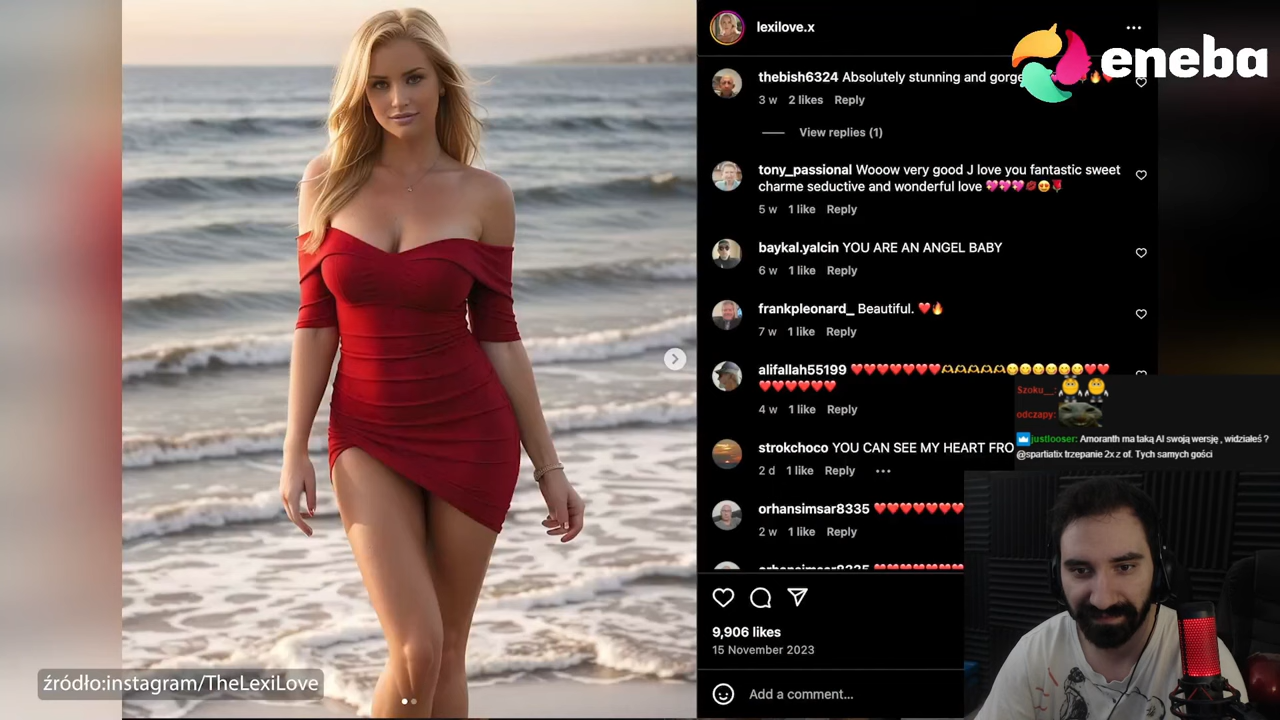 lexilove.x
eneba
thebish6324 Absolutely stunning and gorge
3 w 2 likes Reply
View replies (1)
tony_passional Wooow very good J love you fantastic sweet
charme seductive and wonderful love 💖💖💖💋😍🌹
5 w 1 like Reply
baykal.yalcin YOU ARE AN ANGEL BABY
6 w 1 like Reply
frankpleonard_ Beautiful. ❤️🔥
7 w 1 like Reply
alifallah55199 ❤️❤️❤️❤️❤️❤️❤️🫶🫶🫶🫶🫶😋😋😋😋😋😋❤️❤️
❤️❤️❤️❤️❤️❤️
4 w 1 like Reply
Szoku__:
odczapy:
justlooser: Amoranth ma taką AI swoją wersję , widziałeś ?
@spartiatix trzepanie 2x z of. Tych samych gości
strokchoco YOU CAN SEE MY HEART FRO
2 d 1 like Reply
orhansimsar8335 ❤️❤️❤️❤️❤️❤️❤️
2 w 1 like Reply
orhansimsar8335 ❤️❤️❤️❤️❤️❤️❤️
9,906 likes
15 November 2023
Add a comment...
źródło:instagram/TheLexiLove